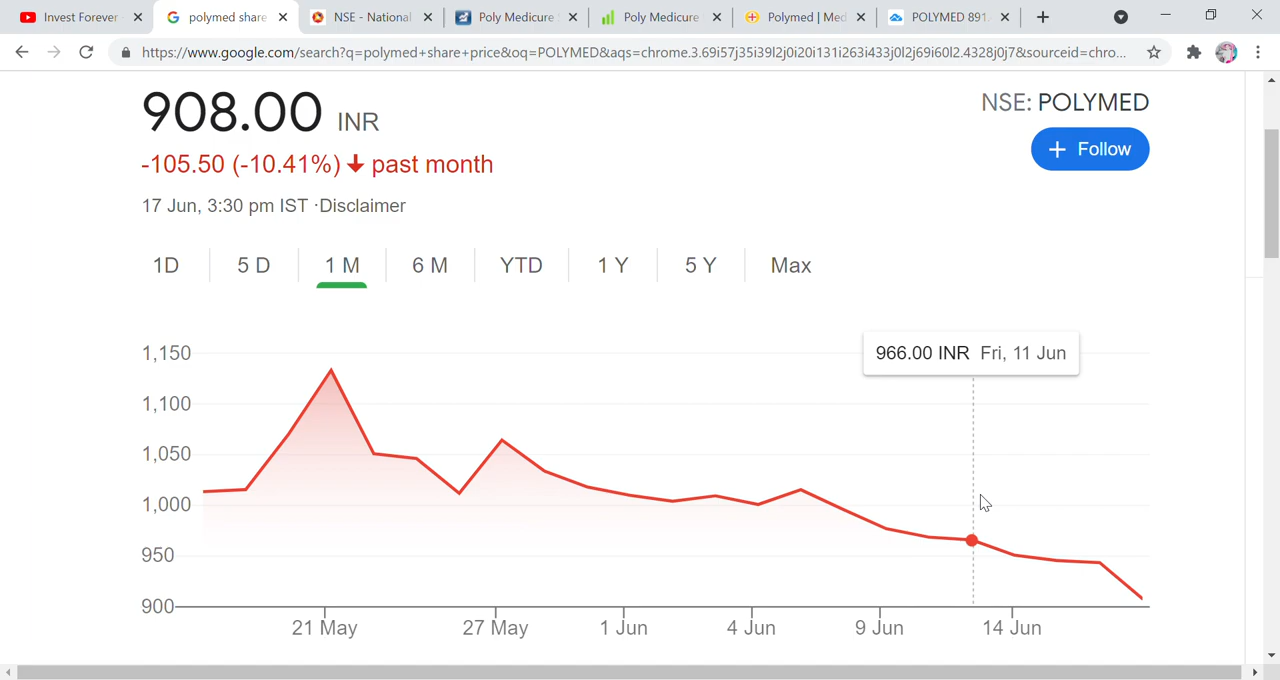 Invest Forever
polymed share
NSE - National
Poly Medicure
Poly Medicure
Polymed | Med
POLYMED 891.
https://www.google.com/search?q=polymed+share+price&oq=POLYMED&aqs=chrome.3.69i57j35i39l2j0i20i131i263i433j0l2j69i60l2.4328j0j7&sourceid=chro...
908.00 INR
NSE: POLYMED
-105.50 (-10.41%) ↓ past month
+ Follow
17 Jun, 3:30 pm IST ·Disclaimer
1D 5 D 1 M 6 M YTD 1 Y 5 Y Max
966.00 INR Fri, 11 Jun
1,150
1,100
1,050
1,000
950
900
21 May 27 May 1 Jun 4 Jun 9 Jun 14 Jun